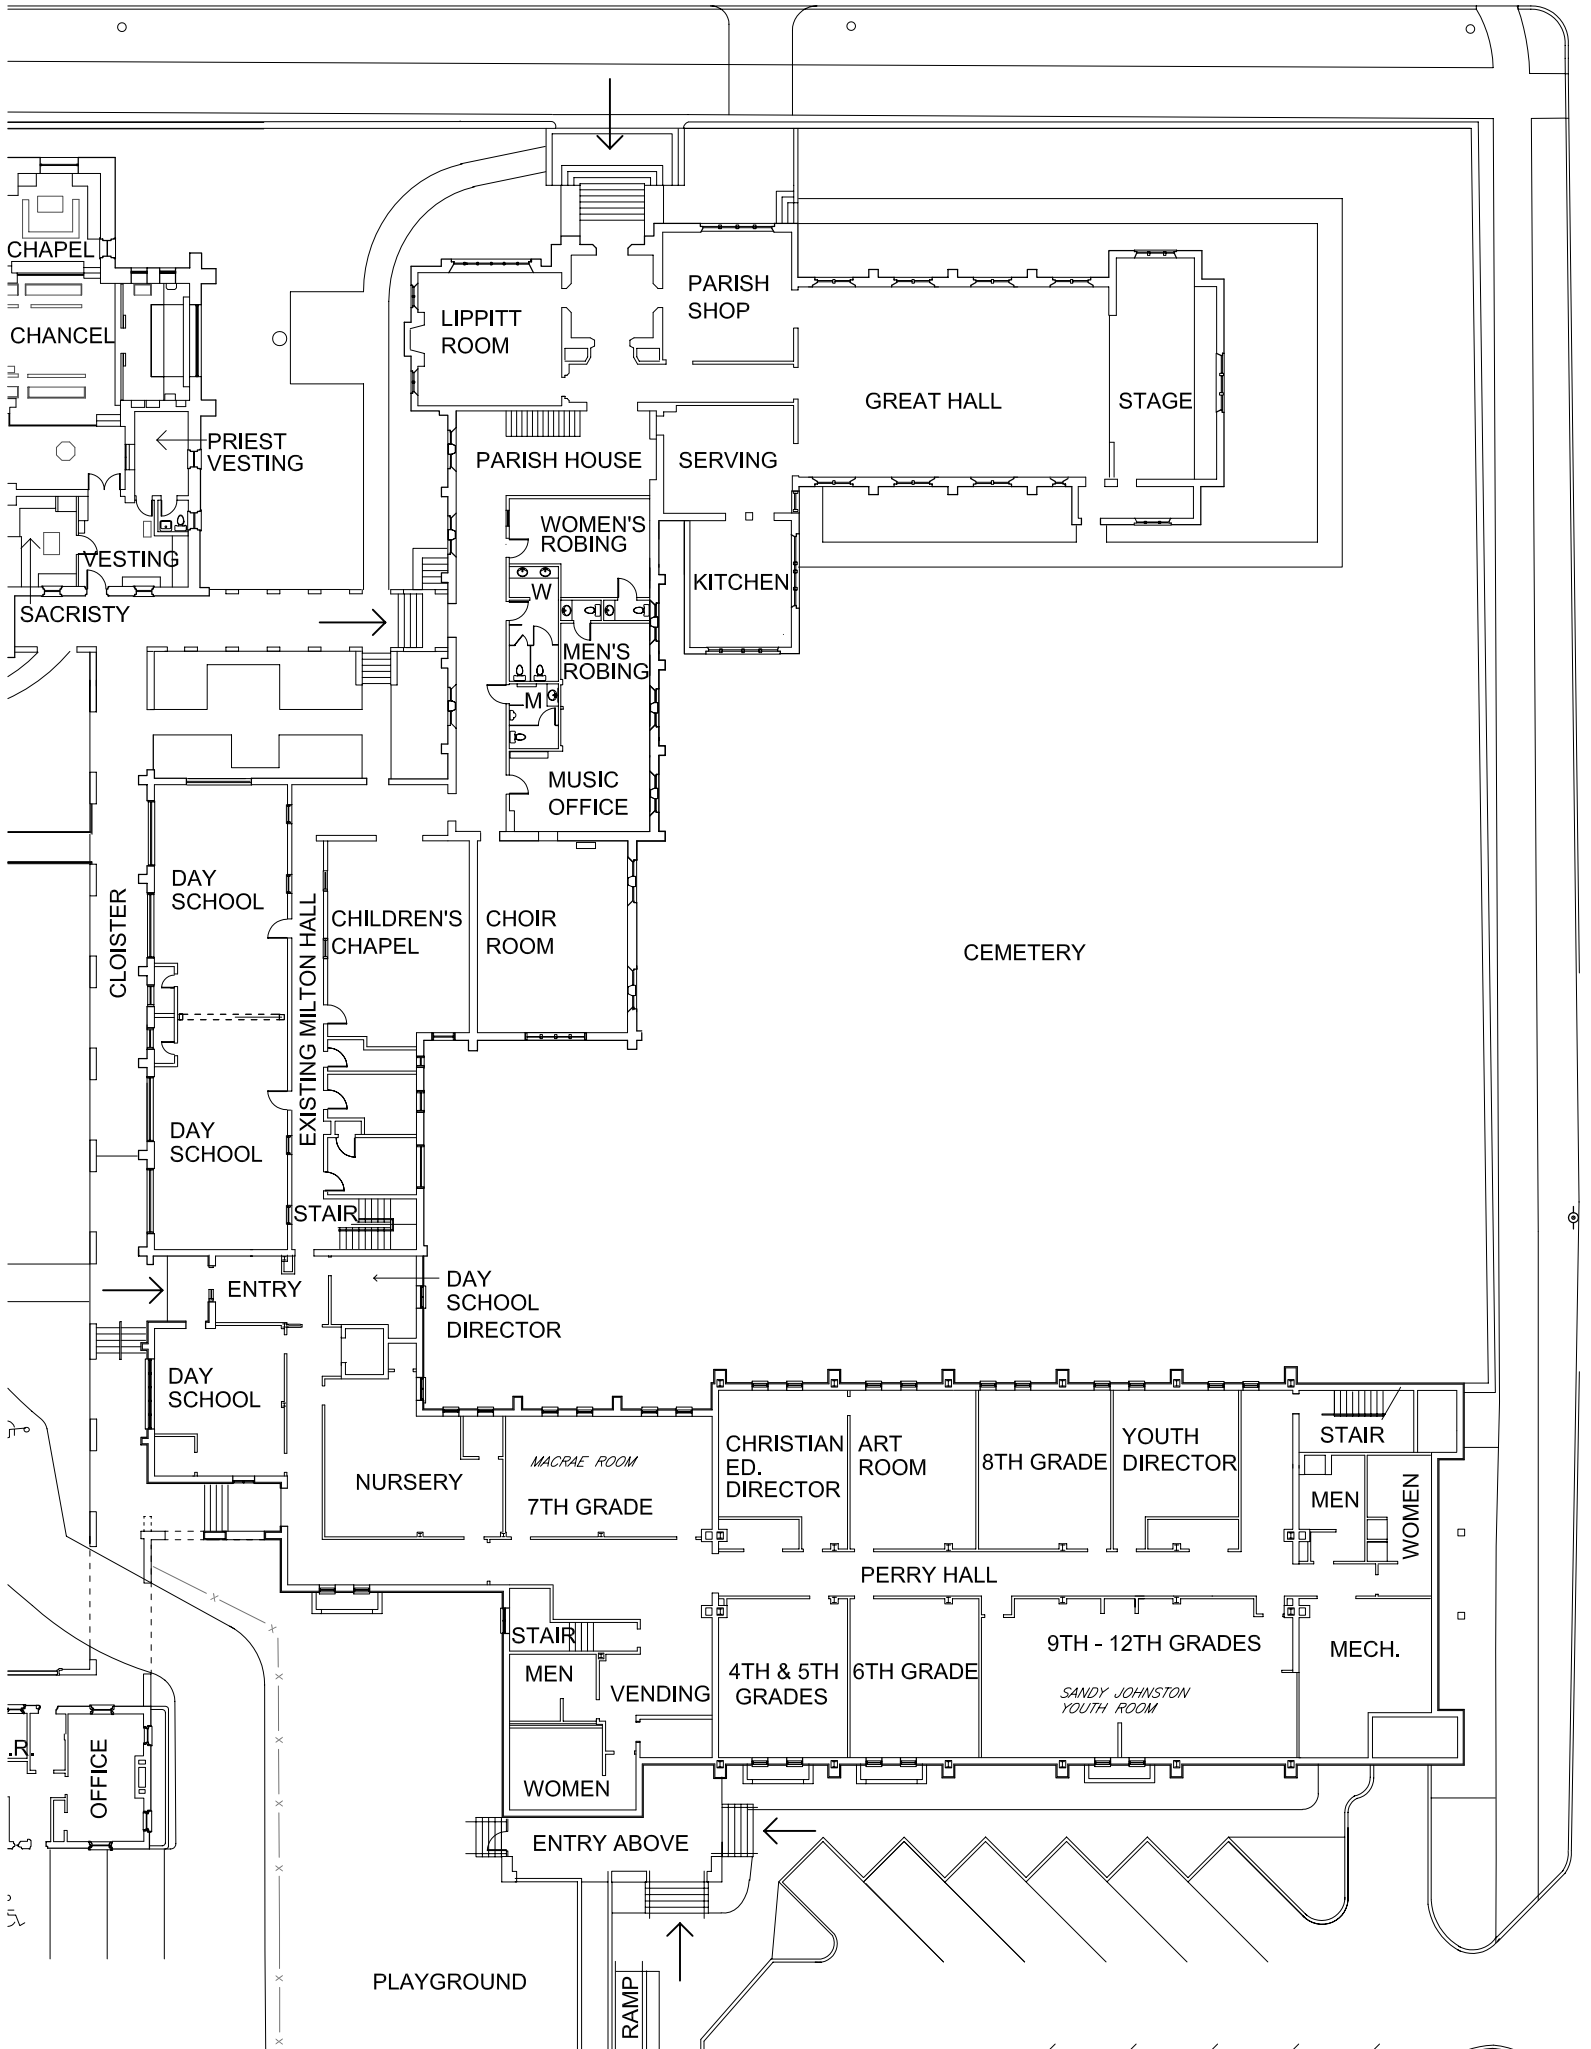 CHAPEL
CHANCEL
LIPPITT
ROOM
PARISH
SHOP
GREAT HALL
STAGE
PRIEST
VESTING
PARISH HOUSE
SERVING
WOMEN'S
ROBING
VESTING
KITCHEN
W
SACRISTY
MEN'S
ROBING
M
MUSIC
OFFICE
DAY
SCHOOL
CLOISTER
EXISTING MILTON HALL
CHILDREN'S
CHAPEL
CHOIR
ROOM
CEMETERY
DAY
SCHOOL
STAIR
ENTRY
DAY
SCHOOL
DIRECTOR
DAY
SCHOOL
NURSERY
MACRAE ROOM
7TH GRADE
CHRISTIAN
ED.
DIRECTOR
ART
ROOM
8TH GRADE
YOUTH
DIRECTOR
STAIR
MEN
WOMEN
PERRY HALL
STAIR
MEN
VENDING
WOMEN
4TH & 5TH
GRADES
6TH GRADE
9TH - 12TH GRADES
SANDY JOHNSTON
YOUTH ROOM
MECH.
.R.
OFFICE
ENTRY ABOVE
PLAYGROUND
RAMP